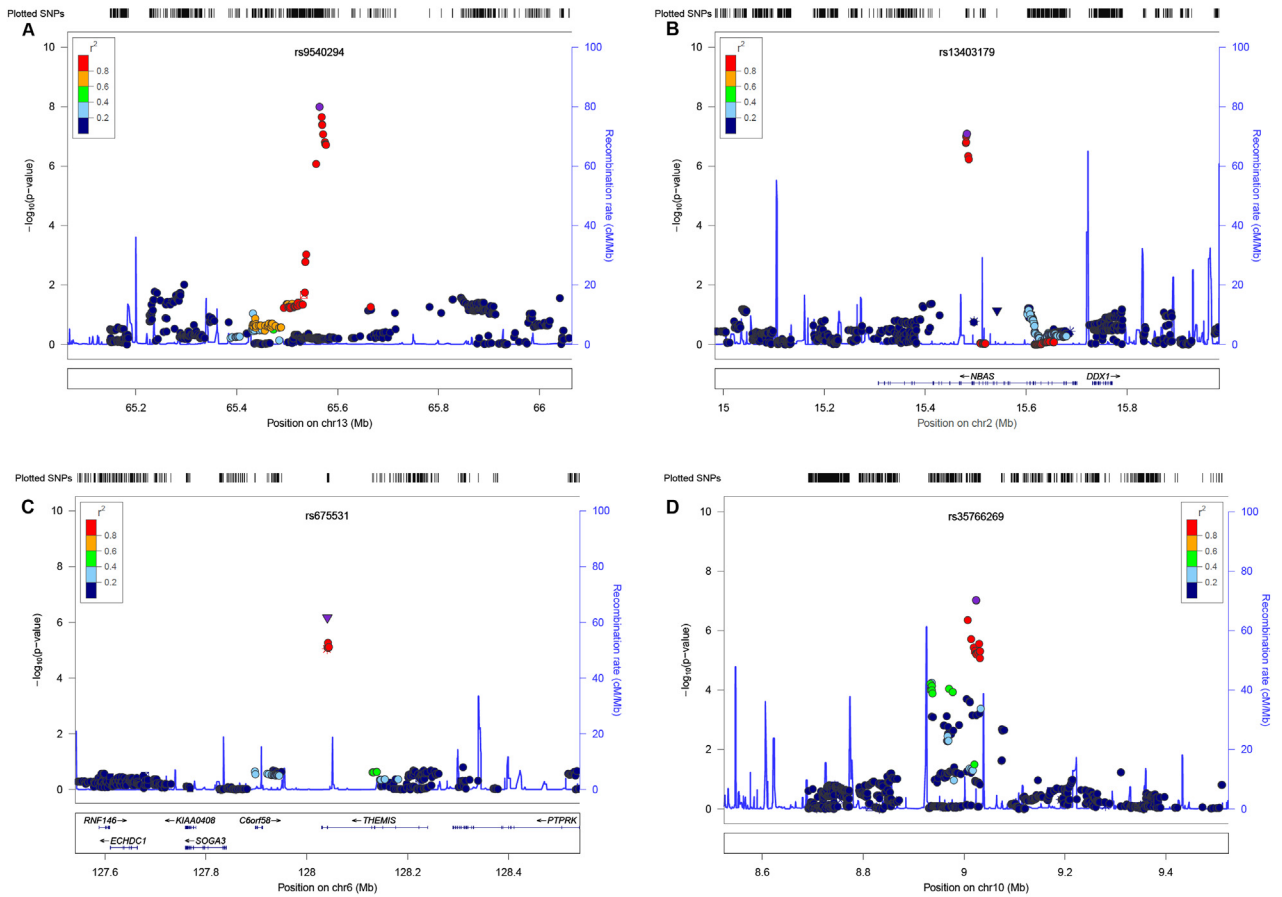 Plotted SNPs
A
rs9540294
r2
0.8
0.6
0.4
0.2
10
8
6
4
2
0
−log10(p−value)
100
80
60
40
20
0
Recombination rate (cM/Mb)
65.2 65.4 65.6 65.8 66
Position on chr13 (Mb)
Plotted SNPs
B
rs13403179
r2
0.8
0.6
0.4
0.2
10
8
6
4
2
0
−log10(p−value)
100
80
60
40
20
0
Recombination rate (cM/Mb)
←NBAS DDX1→
15 15.2 15.4 15.6 15.8
Position on chr2 (Mb)
Plotted SNPs
C
rs675531
r2
0.8
0.6
0.4
0.2
10
8
6
4
2
0
−log10(p−value)
100
80
60
40
20
0
Recombination rate (cM/Mb)
RNF146→ ←KIAA0408 C6orf58→ ←THEMIS ←PTPRK
←ECHDC1 ←SOGA3
127.6 127.8 128 128.2 128.4
Position on chr6 (Mb)
Plotted SNPs
D
rs35766269
r2
0.8
0.6
0.4
0.2
10
8
6
4
2
0
−log10(p−value)
100
80
60
40
20
0
Recombination rate (cM/Mb)
8.6 8.8 9 9.2 9.4
Position on chr10 (Mb)